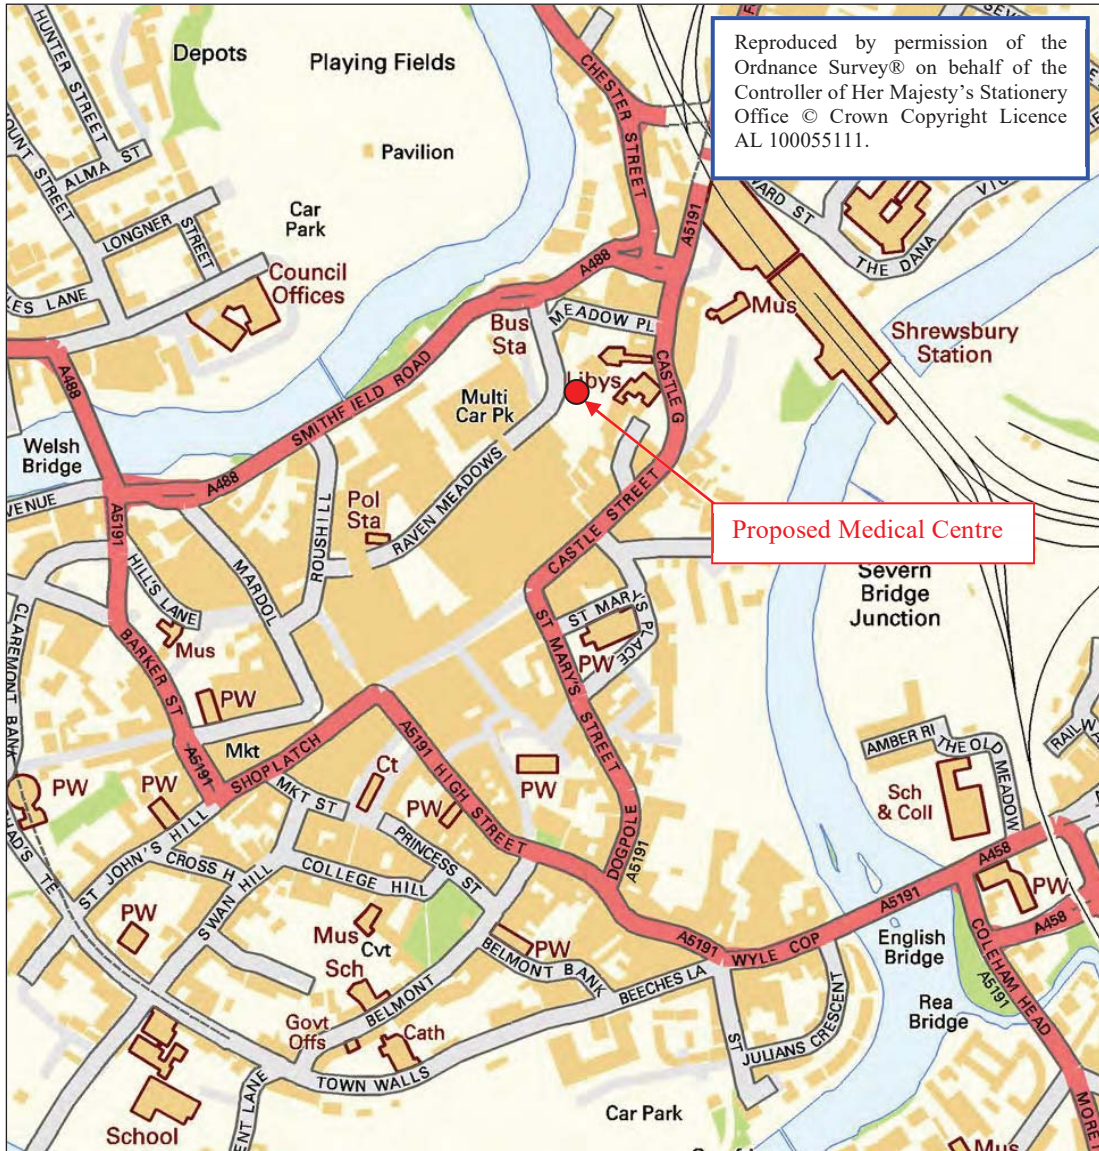 Reproduced by permission of the
Ordnance Survey® on behalf of the
Controller of Her Majesty's Stationery
Office © Crown Copyright Licence
AL 100055111.
HUNTER STREET
Depots
Playing Fields
CHESTER STREET
Pavilion
ALMA ST
MOUNT STREET
LONGNER
STREET
Car
Park
A5191
THE DANA
Council
Offices
A488
Bus
Sta
MEADOW PL
Mus
Shrewsbury
Station
A488
Libys
CASTLE G
Multi
Car Pk
SMITHFIELD ROAD
Welsh
Bridge
A488
RAVEN MEADOWS
Pol
Sta
ROUSHILL
CASTLE STREET
Proposed Medical Centre
A5191
HILL'S LANE
MARDOL
Severn
Bridge
Junction
ST MARY'S
PLACE
PW
CLAREMONT BANK
BARKER ST
Mus
PW
ST MARY'S STREET
Mkt
A5191
SHOPLATCH
A5191 HIGH STREET
PW
PW
MKT ST
Ct
PW
PW
AMBER RI
THE OLD MEADOW
Sch
& Coll
DOGPOLE
A5191
ST JOHN'S HILL
CROSS H
SWAN HILL
COLLEGE HILL
PRINCESS ST
A458
PW
A458
PW
Mus
Cvt
PW
BELMONT BANK
A5191
WYLE COP
A5191
English
Bridge
COLEHAM HEAD
A5191
Sch
BELMONT
BEECHES LA
Rea
Bridge
Govt
Offs
Cath
ST
JULIANS CRESCENT
TOWN WALLS
School
Car Park
Mus